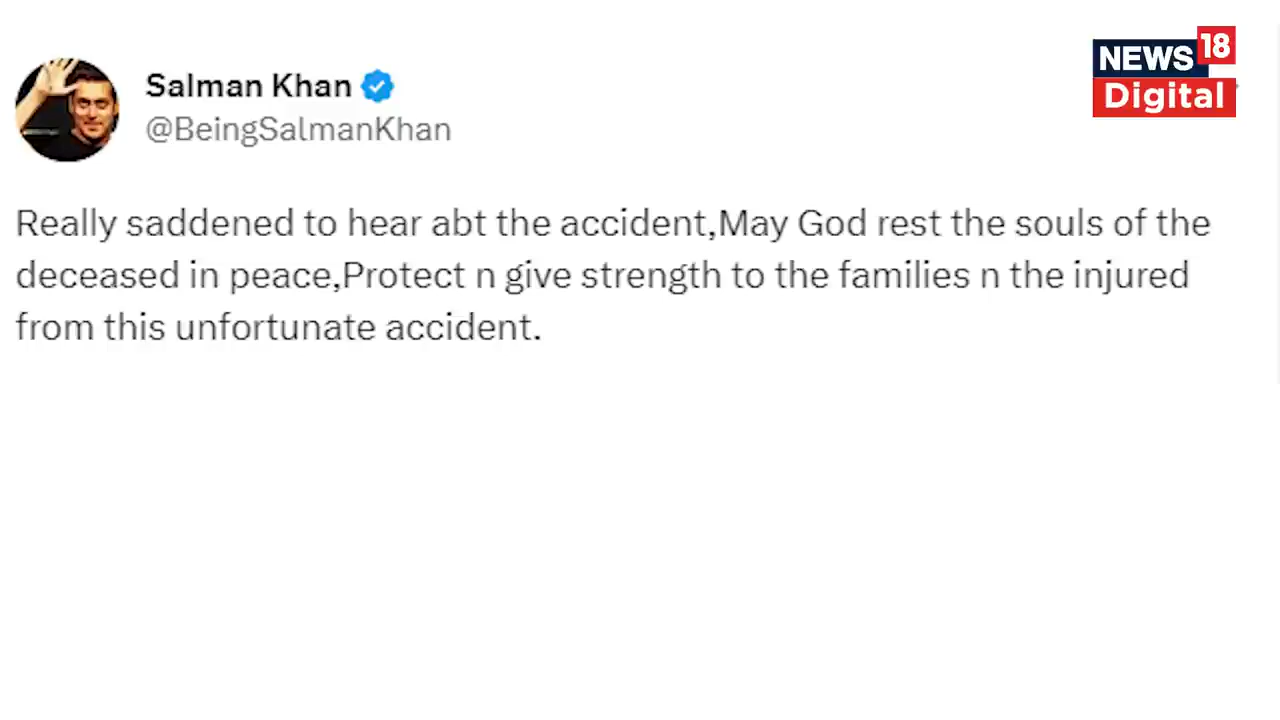 Salman Khan
@BeingSalmanKhan
NEWS 18
Digital
Really saddened to hear abt the accident,May God rest the souls of the
deceased in peace,Protect n give strength to the families n the injured
from this unfortunate accident.